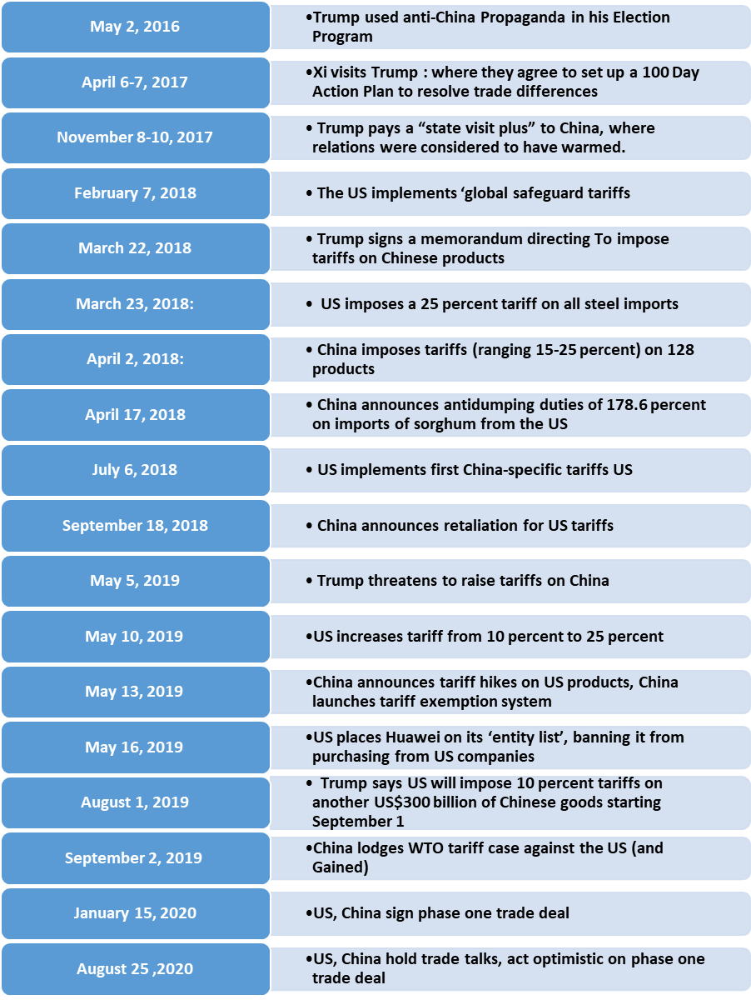 May 2, 2016
•Trump used anti-China Propaganda in his Election
Program
April 6-7, 2017
•Xi visits Trump : where they agree to set up a 100 Day
Action Plan to resolve trade differences
November 8-10, 2017
• Trump pays a “state visit plus” to China, where
relations were considered to have warmed.
February 7, 2018
• The US implements ‘global safeguard tariffs
March 22, 2018
• Trump signs a memorandum directing To impose
tariffs on Chinese products
March 23, 2018:
• US imposes a 25 percent tariff on all steel imports
April 2, 2018:
• China imposes tariffs (ranging 15-25 percent) on 128
products
April 17, 2018
• China announces antidumping duties of 178.6 percent
on imports of sorghum from the US
July 6, 2018
• US implements first China-specific tariffs US
September 18, 2018
• China announces retaliation for US tariffs
May 5, 2019
• Trump threatens to raise tariffs on China
May 10, 2019
•US increases tariff from 10 percent to 25 percent
May 13, 2019
•China announces tariff hikes on US products, China
launches tariff exemption system
May 16, 2019
•US places Huawei on its ‘entity list’, banning it from
purchasing from US companies
August 1, 2019
• Trump says US will impose 10 percent tariffs on
another US$300 billion of Chinese goods starting
September 1
September 2, 2019
•China lodges WTO tariff case against the US (and
Gained)
January 15, 2020
•US, China sign phase one trade deal
August 25 ,2020
•US, China hold trade talks, act optimistic on phase one
trade deal